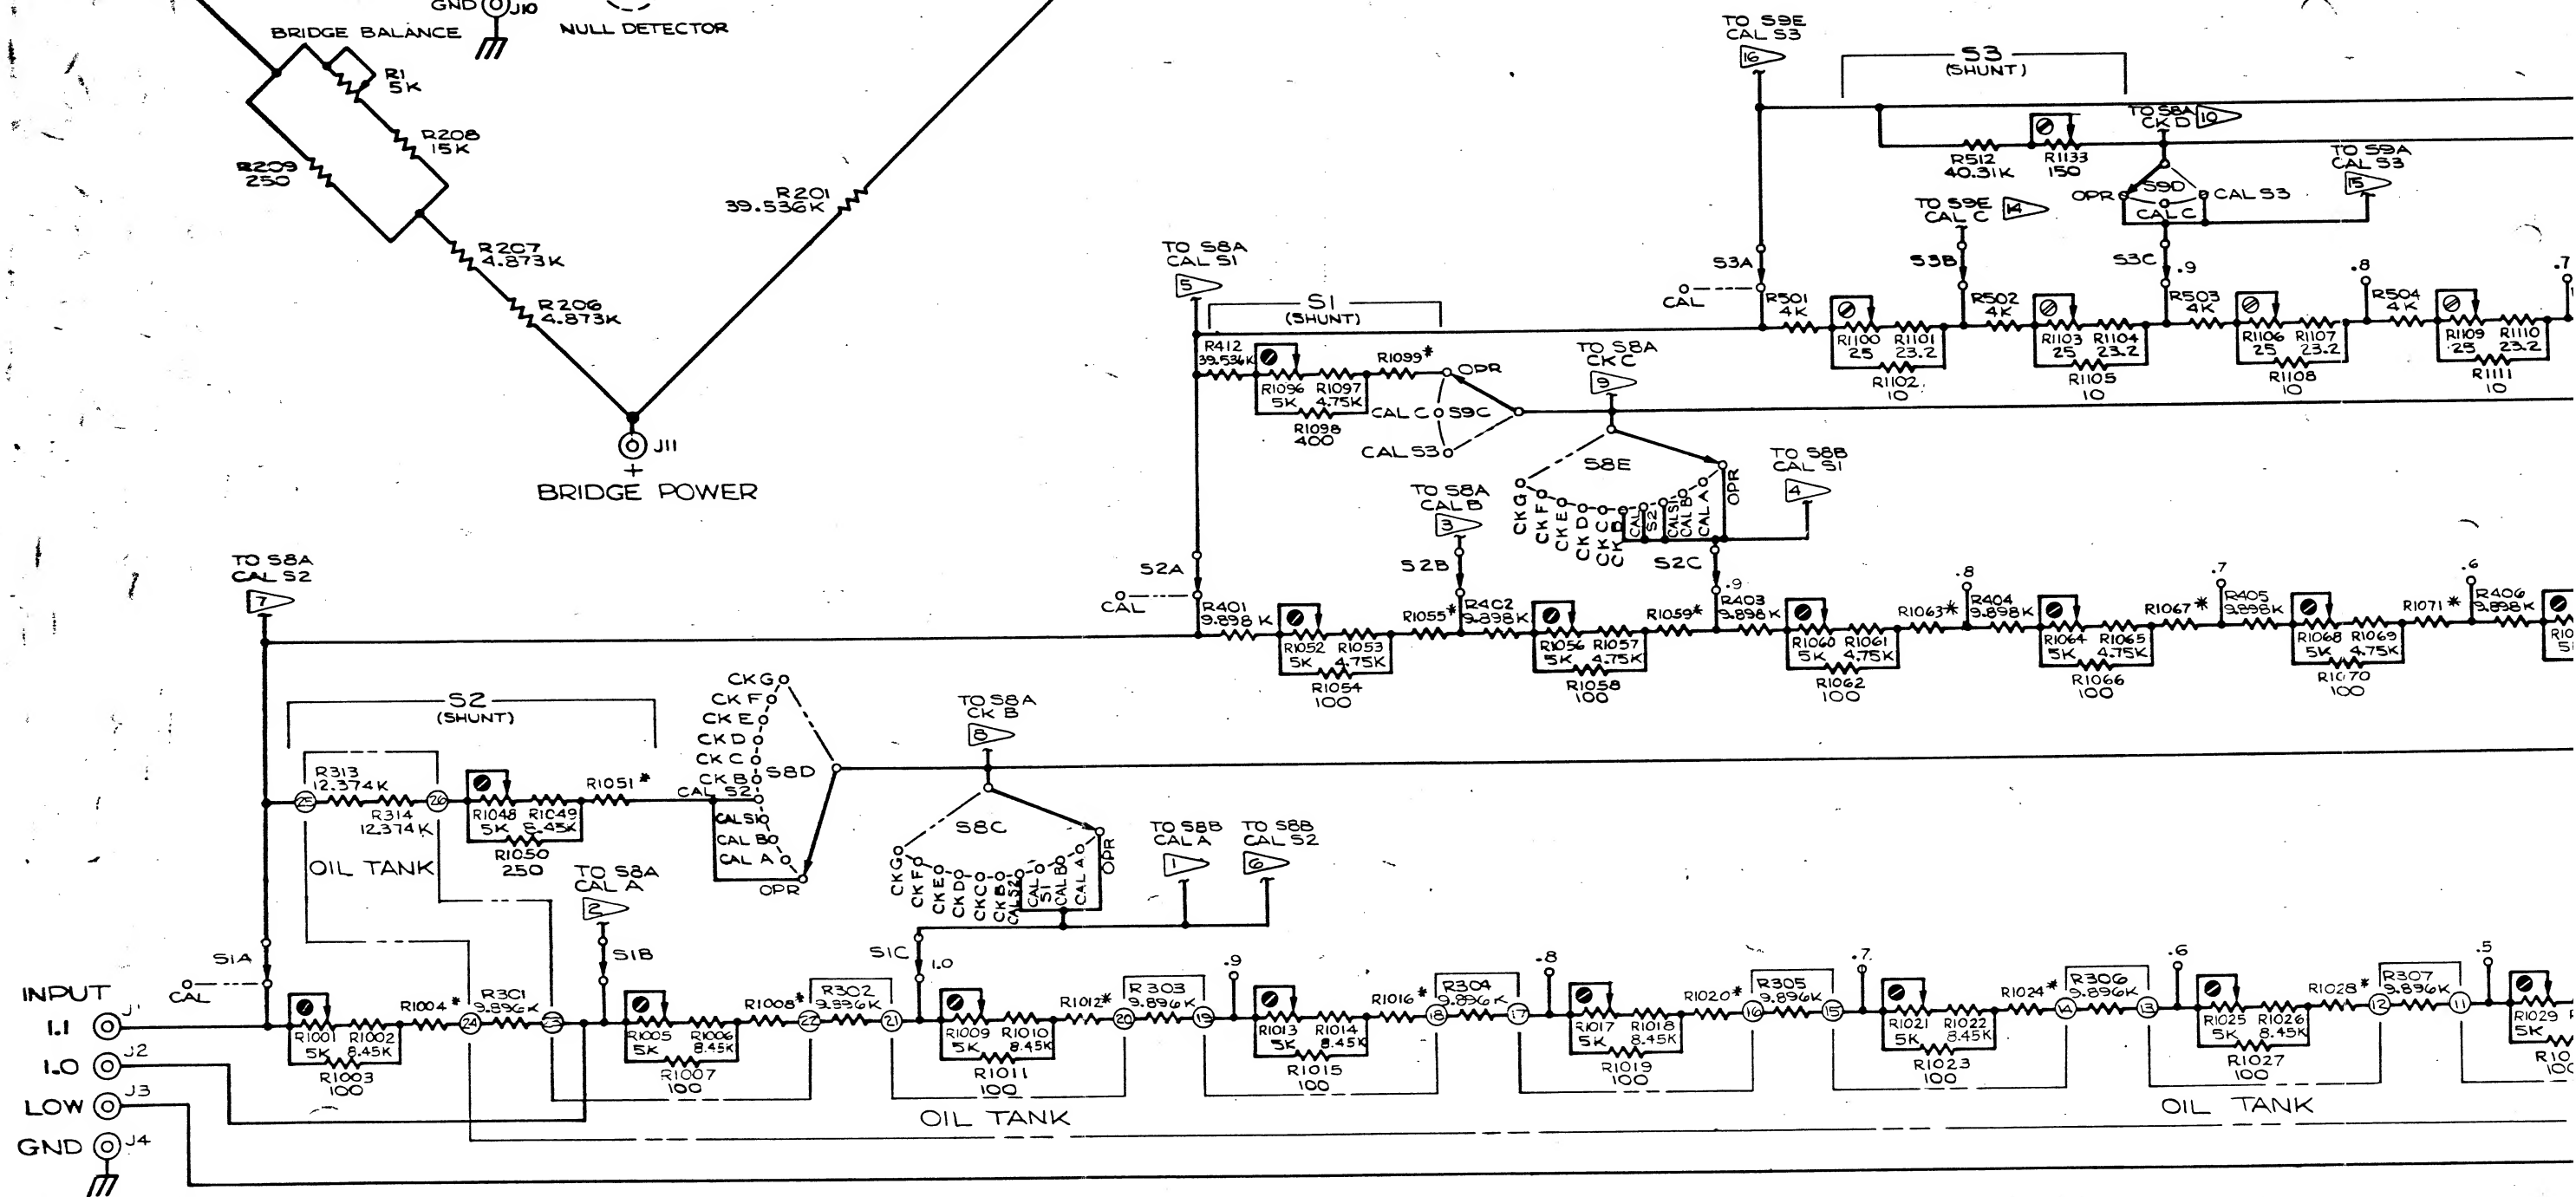 GND J10
NULL DETECTOR
BRIDGE BALANCE
R1
5K
R208
15K
R209
250
R207
4.873K
R206
4.873K
R201
39.536K
J11
+
BRIDGE POWER
TO S9E
CAL S3
16
S3
(SHUNT)
R512
40.31K
R1133
150
TO S8A
CK D
10
OPR
S9D
CAL C
CAL S3
TO S9A
CAL S3
15
TO S9E
CAL C
14
S3A
S3B
S3C
.9
.8
.7
CAL
R501
4K
R1100
25
R1101
23.2
R1102
10
R502
4K
R1103
25
R1104
23.2
R1105
10
R503
4K
R1106
25
R1107
23.2
R1108
10
R504
4K
R1109
25
R1110
23.2
R1111
10
TO S8A
CAL S1
5
S1
(SHUNT)
R412
39.536K
R1096
5K
R1097
4.75K
R1098
400
R1099*
OPR
CAL C
S9C
CAL S3
TO S8A
CK C
9
S8E
CK G
CK F
CK E
CK D
CK C
CK B
CAL S2
CAL S1
CAL B
CAL A
OPR
TO S8B
CAL S1
4
TO S8A
CAL B
3
S2A
S2B
S2C
.9
.8
.7
.6
CAL
R401
9.898K
R1052
5K
R1053
4.75K
R1054
100
R1055*
R402
9.898K
R1056
5K
R1057
4.75K
R1058
100
R1059*
R403
9.898K
R1060
5K
R1061
4.75K
R1062
100
R1063*
R404
9.898K
R1064
5K
R1065
4.75K
R1066
100
R1067*
R405
9.898K
R1068
5K
R1069
4.75K
R1070
100
R1071*
R406
9.898K
TO S8A
CAL S2
7
S2
(SHUNT)
R313
12.374K
25
26
R314
12.374K
OIL TANK
R1048
5K
R1049
8.45K
R1050
250
R1051*
CK G
CK F
CK E
CK D
CK C
CK B
CAL S2
CAL S1
CAL B
CAL A
OPR
S8D
TO S8A
CK B
8
S8C
CK G
CK F
CK E
CK D
CK C
CK B
CAL S2
CAL S1
CAL B
CAL A
OPR
TO S8B
CAL A
1
TO S8B
CAL S2
6
TO S8A
CAL A
2
S1A
S1B
S1C
1.0
.9
.8
.7
.6
.5
CAL
INPUT
1.1 J1
1.0 J2
LOW J3
GND J4
R1001
5K
R1002
8.45K
R1003
100
R1004*
24
R301
9.896K
23
R1005
5K
R1006
8.45K
R1007
100
R1008*
22
R302
9.896K
21
R1009
5K
R1010
8.45K
R1011
100
R1012*
20
R303
9.896K
19
R1013
5K
R1014
8.45K
R1015
100
R1016*
18
R304
9.896K
17
R1017
5K
R1018
8.45K
R1019
100
R1020*
16
R305
9.896K
15
R1021
5K
R1022
8.45K
R1023
100
R1024*
14
R306
9.896K
13
R1025
5K
R1026
8.45K
R1027
100
R1028*
12
R307
9.896K
11
R1029
5K
OIL TANK
OIL TANK